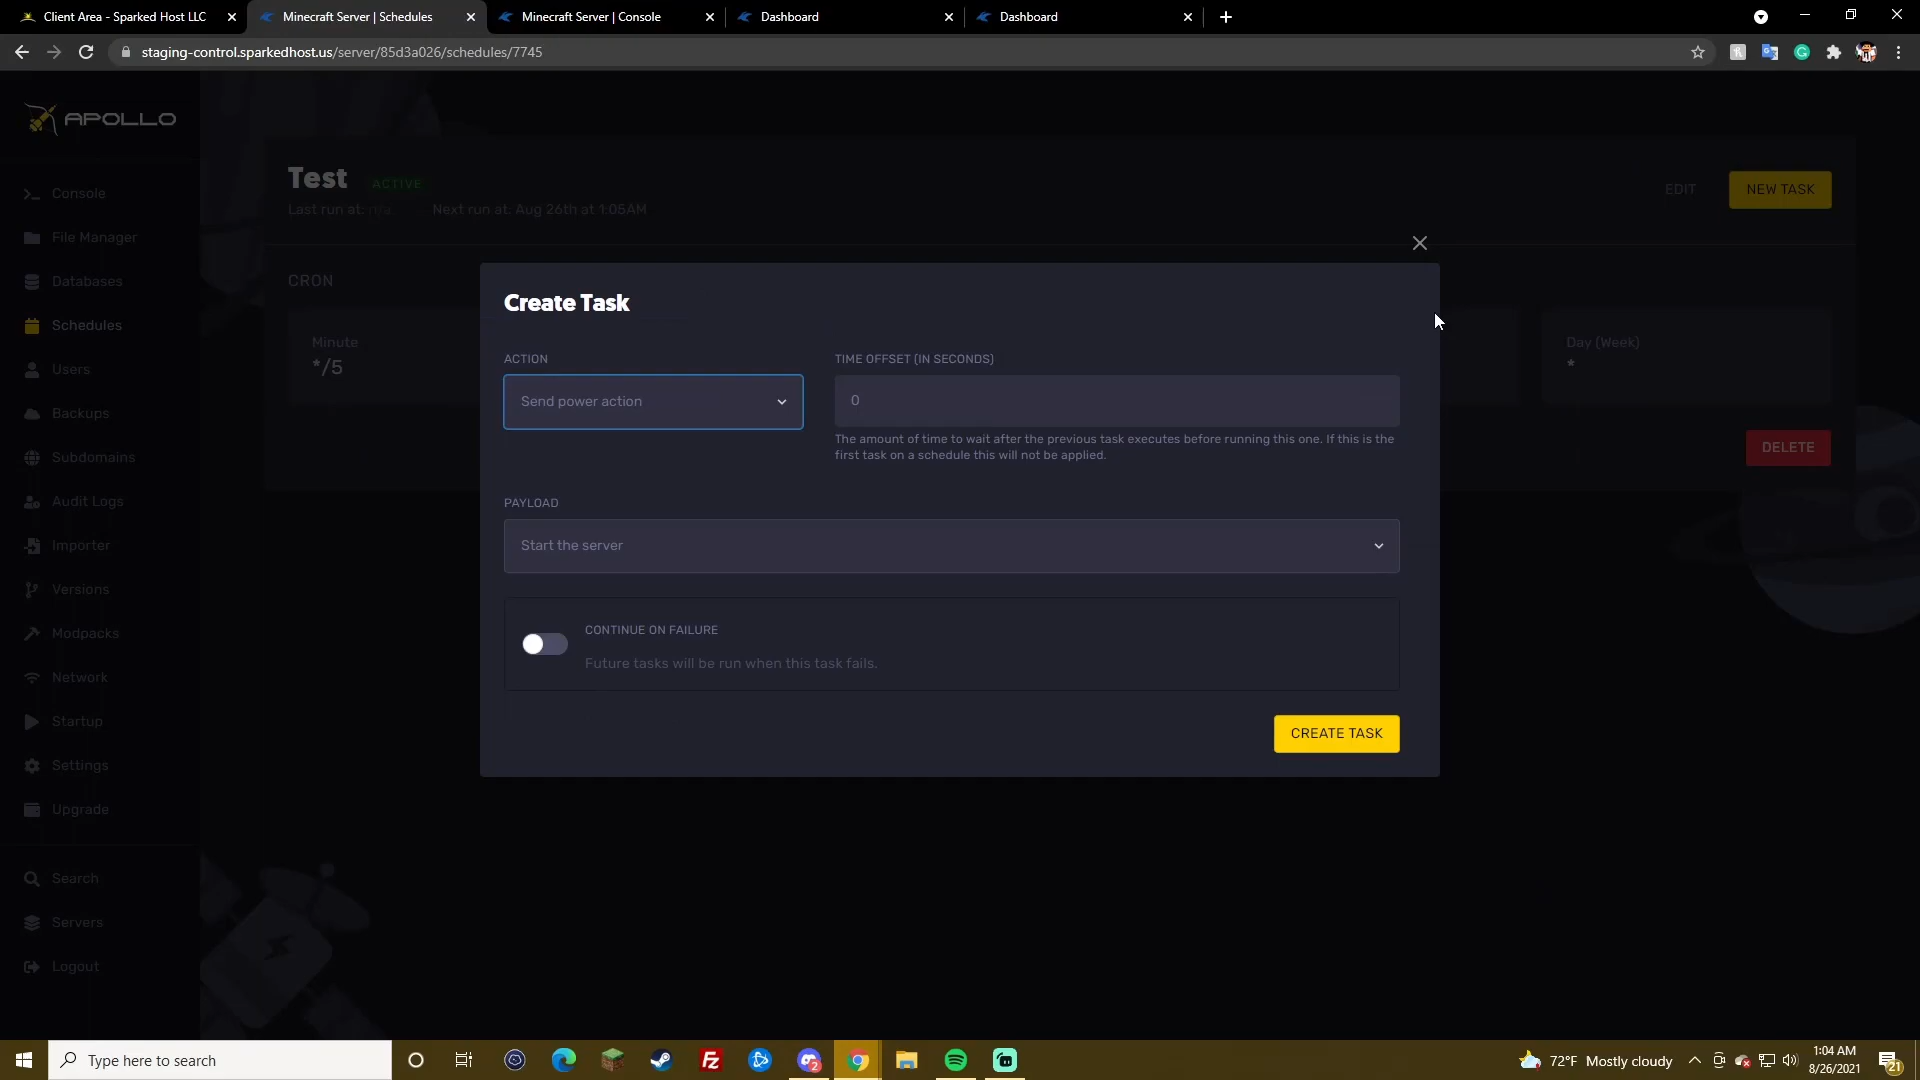 Client Area - Sparked Host LLC
Minecraft Server | Schedules
Minecraft Server | Console
Dashboard
Dashboard
staging-control.sparkedhost.us/server/85d3a026/schedules/7745
APOLLO
Console
File Manager
Databases
Schedules
Users
Backups
Subdomains
Audit Logs
Importer
Versions
Modpacks
Network
Startup
Settings
Upgrade
Search
Servers
Logout
Test ACTIVE
Last run at: n/a Next run at: Aug 26th at 1:05AM
EDIT
NEW TASK
CRON
Minute
*/5
Day (Week)
*
DELETE
Create Task
ACTION
Send power action
TIME OFFSET (IN SECONDS)
0
The amount of time to wait after the previous task executes before running this one. If this is the
first task on a schedule this will not be applied.
PAYLOAD
Start the server
CONTINUE ON FAILURE
Future tasks will be run when this task fails.
CREATE TASK
Type here to search
2
72°F Mostly cloudy
1:04 AM
8/26/2021
21